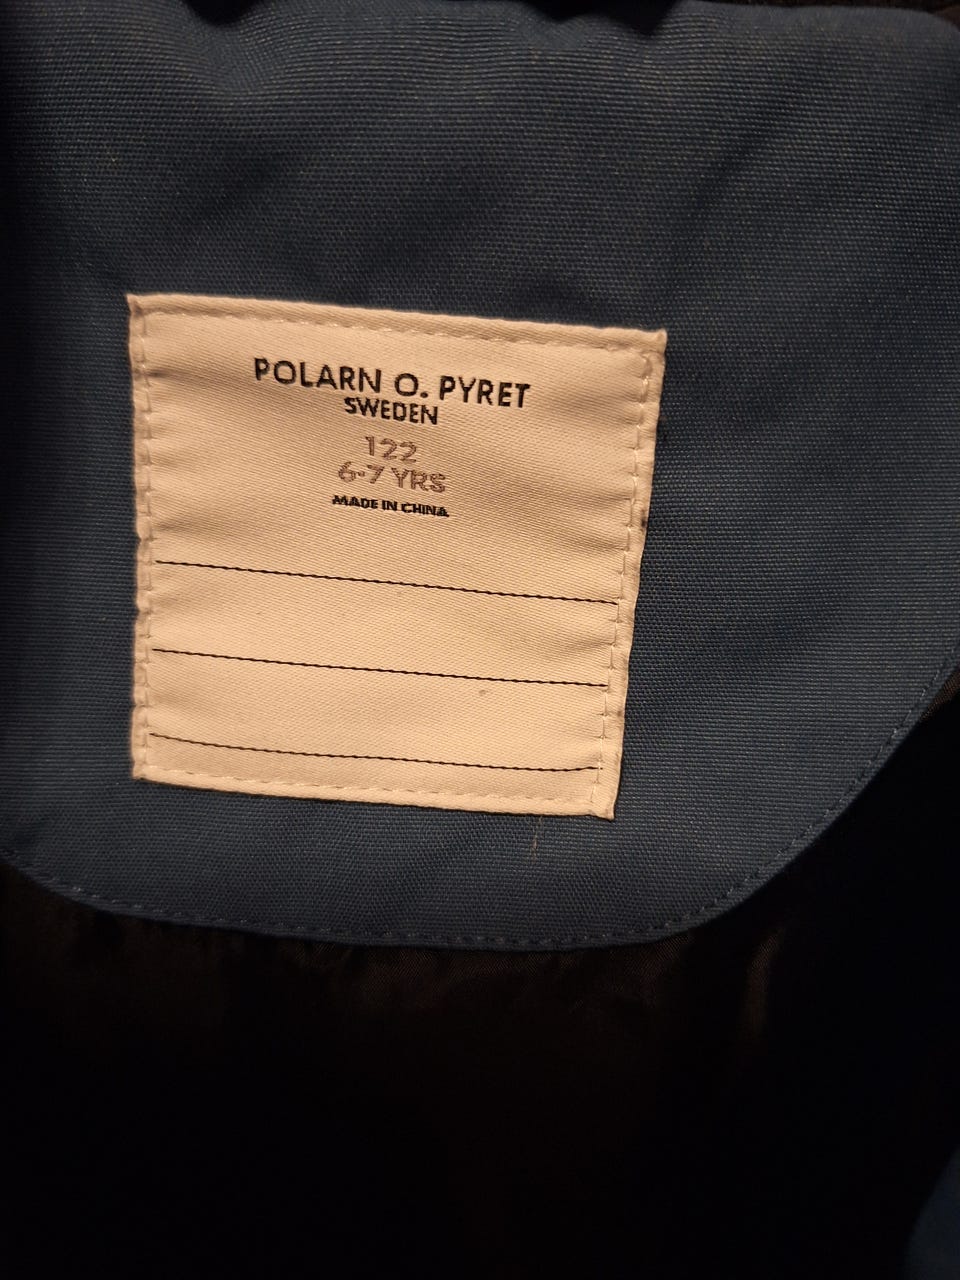 POLARN O. PYRET
SWEDEN
122
6-7 YRS
MADE IN CHINA